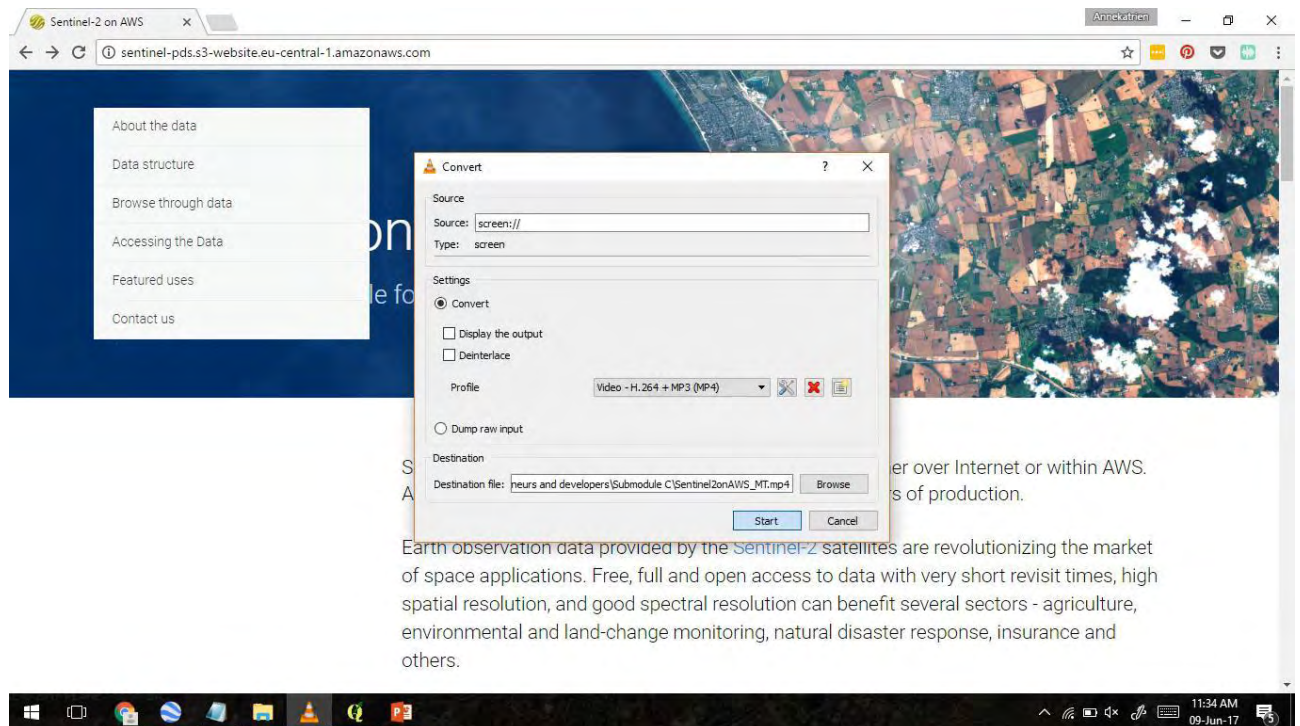 Sentinel-2 on AWS
Annekatrien
sentinel-pds.s3-website.eu-central-1.amazonaws.com
About the data
Data structure
Browse through data
Accessing the Data
Featured uses
Contact us
on
le fo
Convert
Source
Source: screen://
Type: screen
Settings
Convert
Display the output
Deinterlace
Profile Video - H.264 + MP3 (MP4)
Dump raw input
Destination
Destination file: neurs and developers\Submodule C\Sentinel2onAWS_MT.mp4 Browse
Start Cancel
S er over Internet or within AWS.
A s of production.
Earth observation data provided by the Sentinel-2 satellites are revolutionizing the market
of space applications. Free, full and open access to data with very short revisit times, high
spatial resolution, and good spectral resolution can benefit several sectors - agriculture,
environmental and land-change monitoring, natural disaster response, insurance and
others.
11:34 AM
09-Jun-17